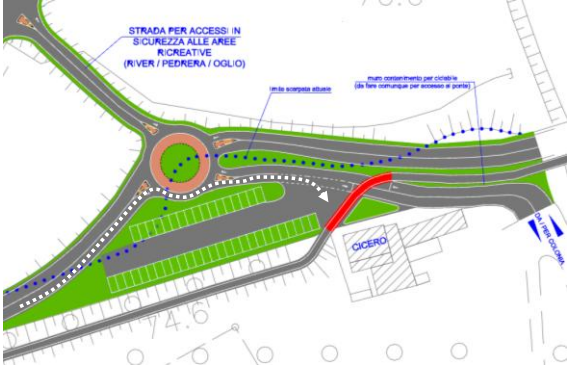 STRADA PER ACCESSI IN
SICUREZZA ALLE AREE
RICREATIVE
(RIVER / PEDRERA / OGLIO)
limite scarpata attuale
muro contenimento per ciclabile
(da fare comunque per accesso al ponte)
CICERO
DA / PER COLONIA
74.6